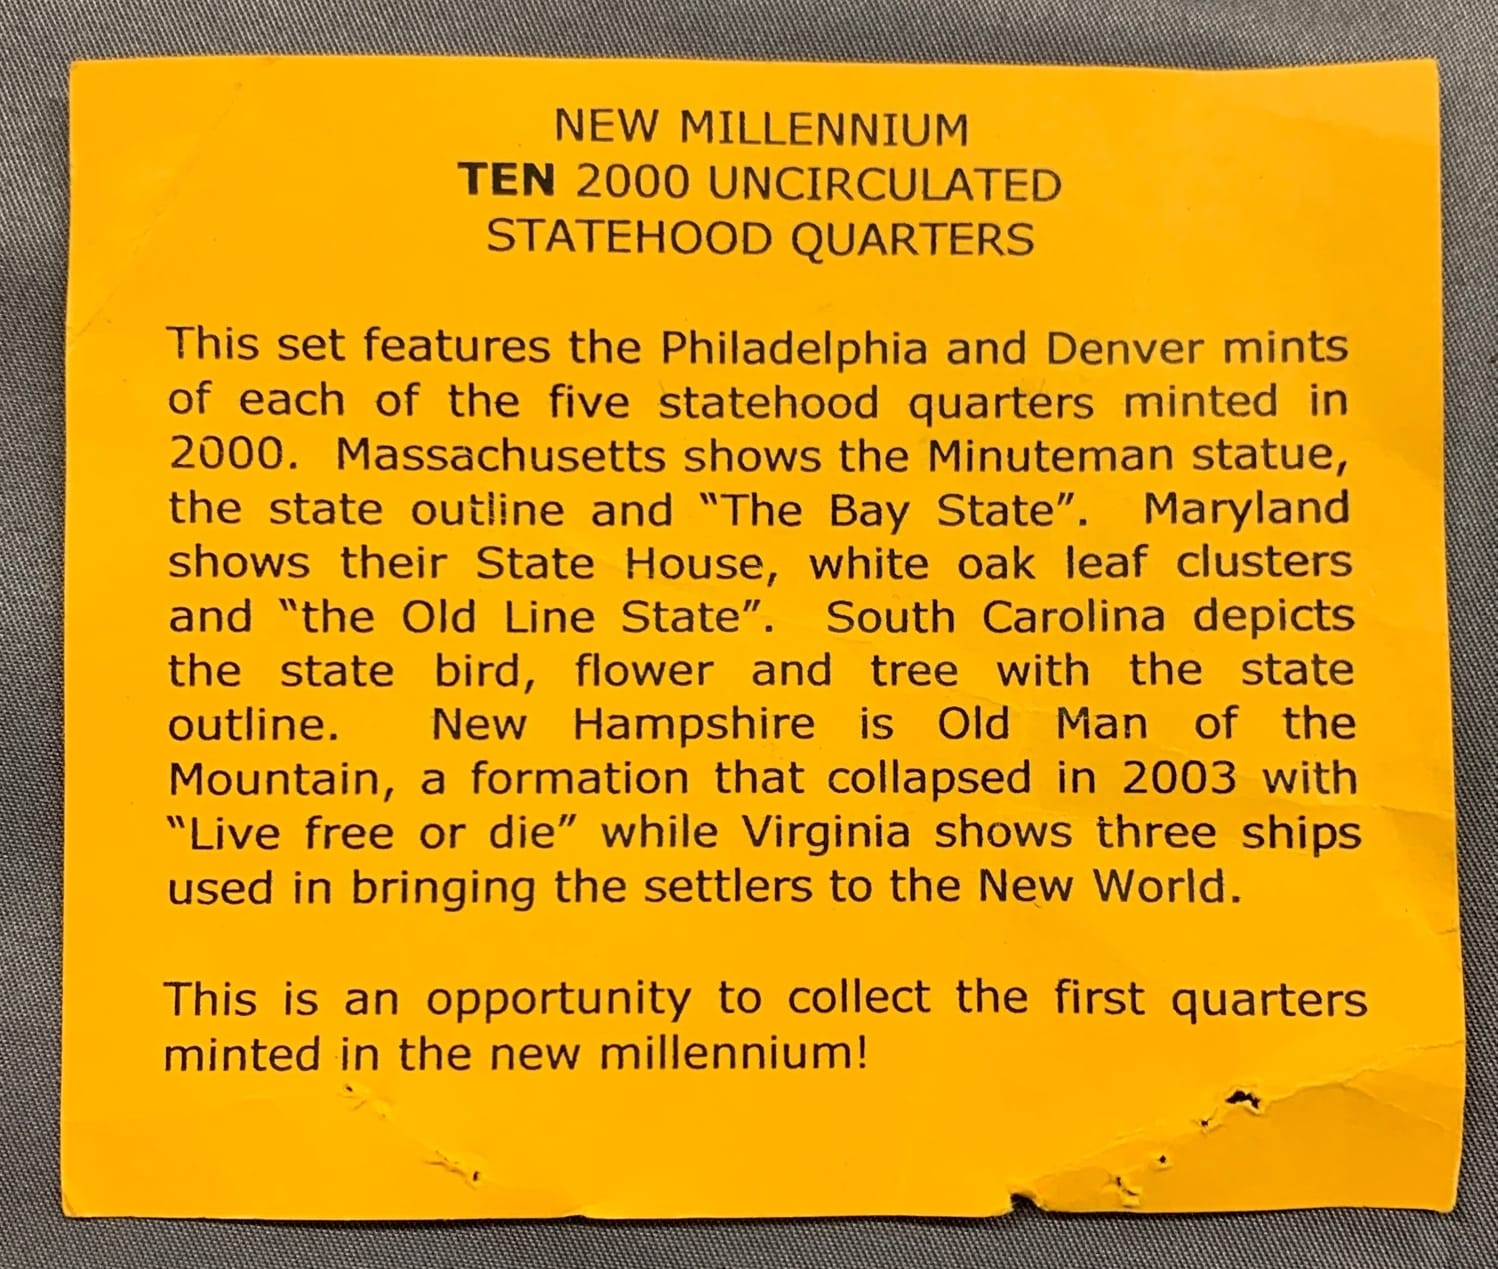 NEW MILLENNIUM
TEN 2000 UNCIRCULATED
STATEHOOD QUARTERS
This set features the Philadelphia and Denver mints
of each of the five statehood quarters minted in
2000. Massachusetts shows the Minuteman statue,
the state outline and "The Bay State". Maryland
shows their State House, white oak leaf clusters
and "the Old Line State". South Carolina depicts
the state bird, flower and tree with the state
outline. New Hampshire is Old Man of the
Mountain, a formation that collapsed in 2003 with
"Live free or die" while Virginia shows three ships
used in bringing the settlers to the New World.
This is an opportunity to collect the first quarters
minted in the new millennium!